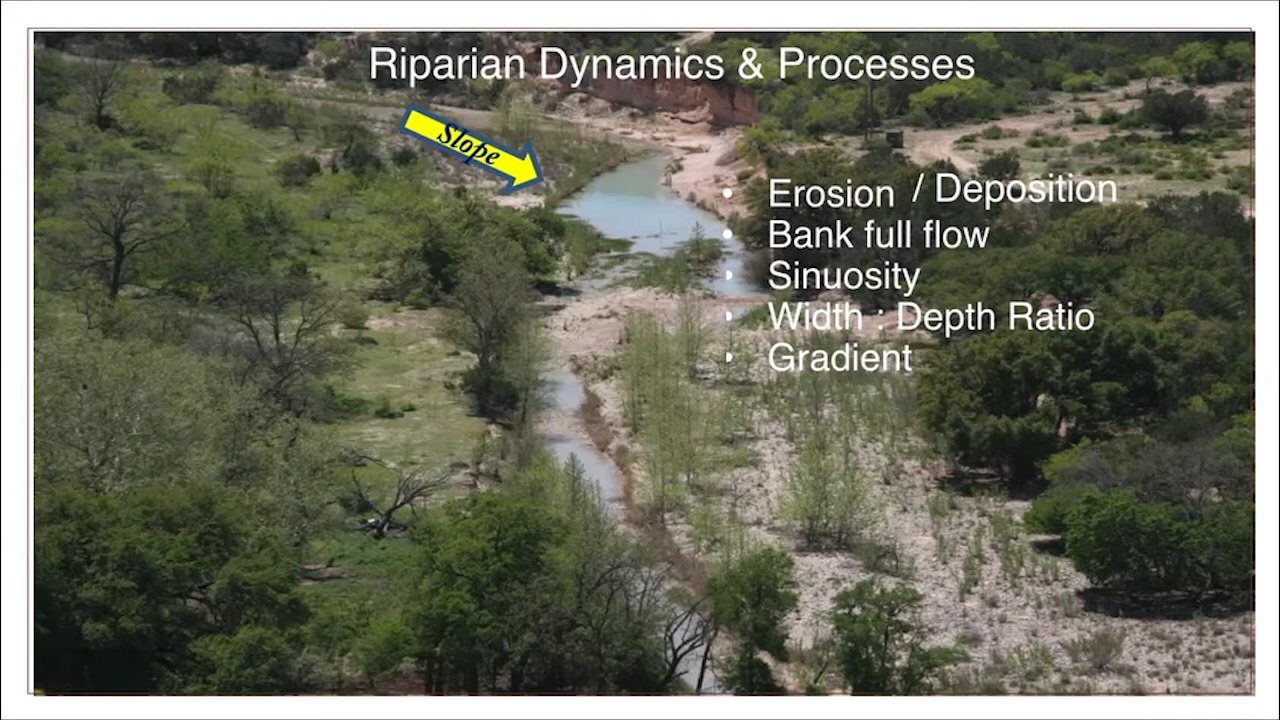 Riparian Dynamics & Processes
Slope
• Erosion / Deposition
• Bank full flow
• Sinuosity
• Width : Depth Ratio
• Gradient